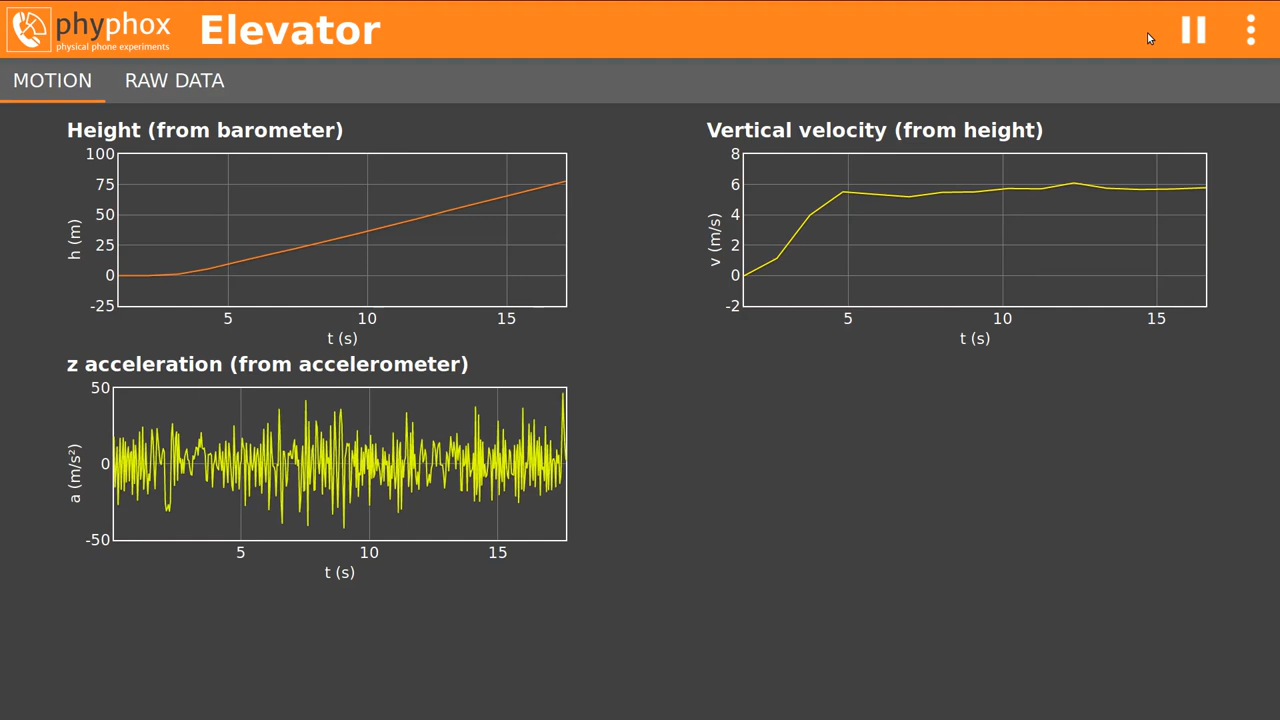 phyphox
physical phone experiments
Elevator
MOTION
RAW DATA
Height (from barometer)
100
75
50
25
0
-25
h (m)
5
10
15
t (s)
Vertical velocity (from height)
8
6
4
2
0
-2
v (m/s)
5
10
15
t (s)
z acceleration (from accelerometer)
50
0
-50
a (m/s²)
5
10
15
t (s)